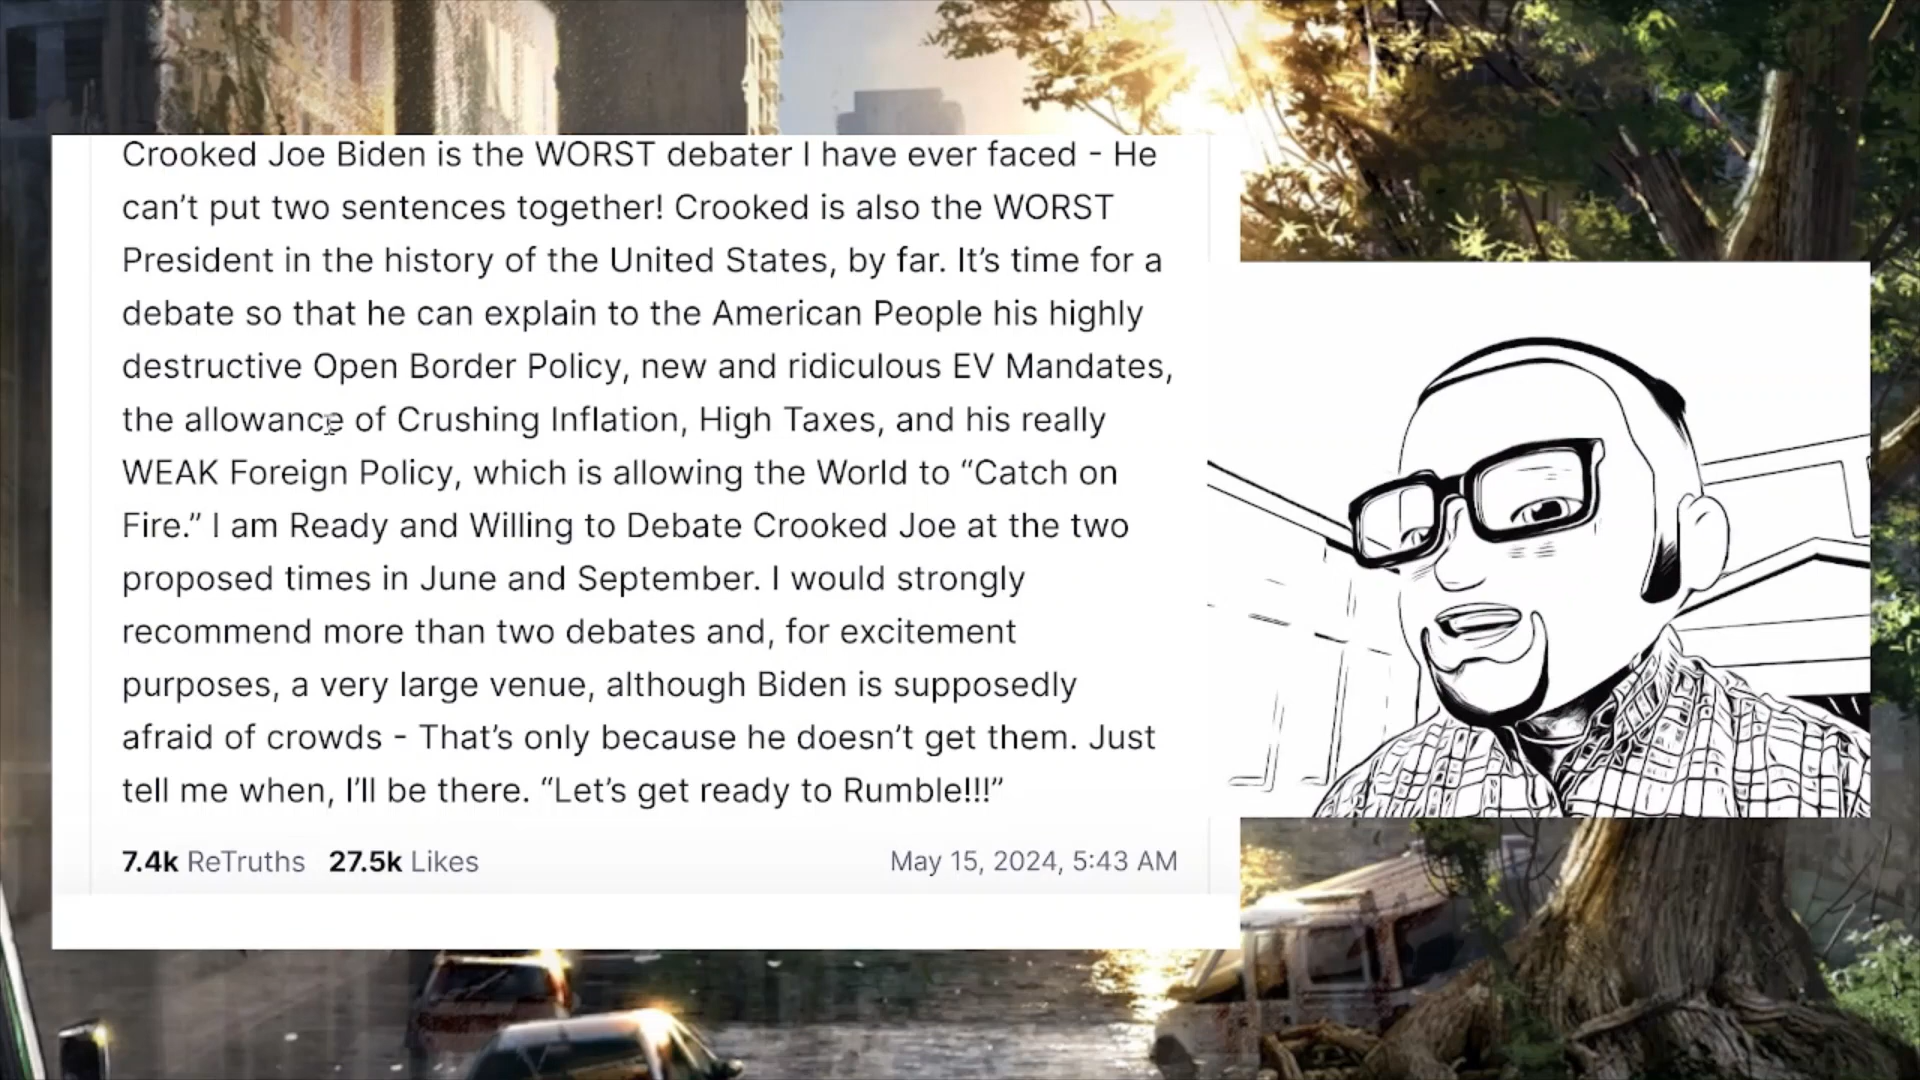 Crooked Joe Biden is the WORST debater I have ever faced - He
can’t put two sentences together! Crooked is also the WORST
President in the history of the United States, by far. It’s time for a
debate so that he can explain to the American People his highly
destructive Open Border Policy, new and ridiculous EV Mandates,
the allowance of Crushing Inflation, High Taxes, and his really
WEAK Foreign Policy, which is allowing the World to “Catch on
Fire.” I am Ready and Willing to Debate Crooked Joe at the two
proposed times in June and September. I would strongly
recommend more than two debates and, for excitement
purposes, a very large venue, although Biden is supposedly
afraid of crowds - That’s only because he doesn’t get them. Just
tell me when, I’ll be there. “Let’s get ready to Rumble!!!”
7.4k ReTruths 27.5k Likes May 15, 2024, 5:43 AM